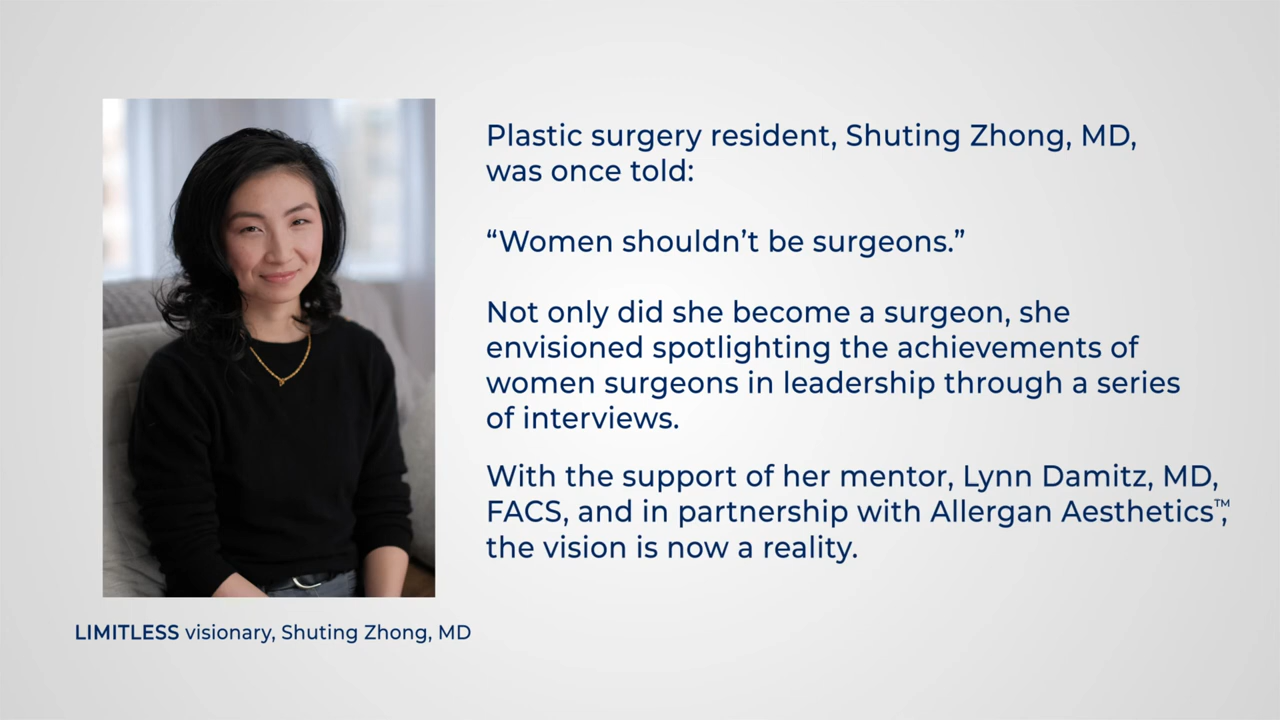 Plastic surgery resident, Shuting Zhong, MD,
was once told:
“Women shouldn’t be surgeons.”
Not only did she become a surgeon, she
envisioned spotlighting the achievements of
women surgeons in leadership through a series
of interviews.
With the support of her mentor, Lynn Damitz, MD,
FACS, and in partnership with Allergan Aesthetics™,
the vision is now a reality.
LIMITLESS visionary, Shuting Zhong, MD